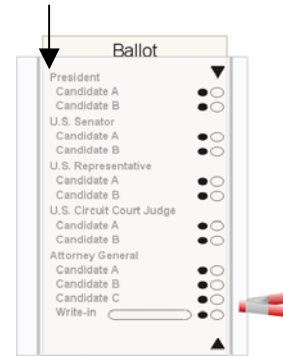 Ballot
President
Candidate A
Candidate B
U.S. Senator
Candidate A
Candidate B
U.S. Representative
Candidate A
Candidate B
U.S. Circuit Court Judge
Candidate A
Candidate B
Attorney General
Candidate A
Candidate B
Candidate C
Write-in